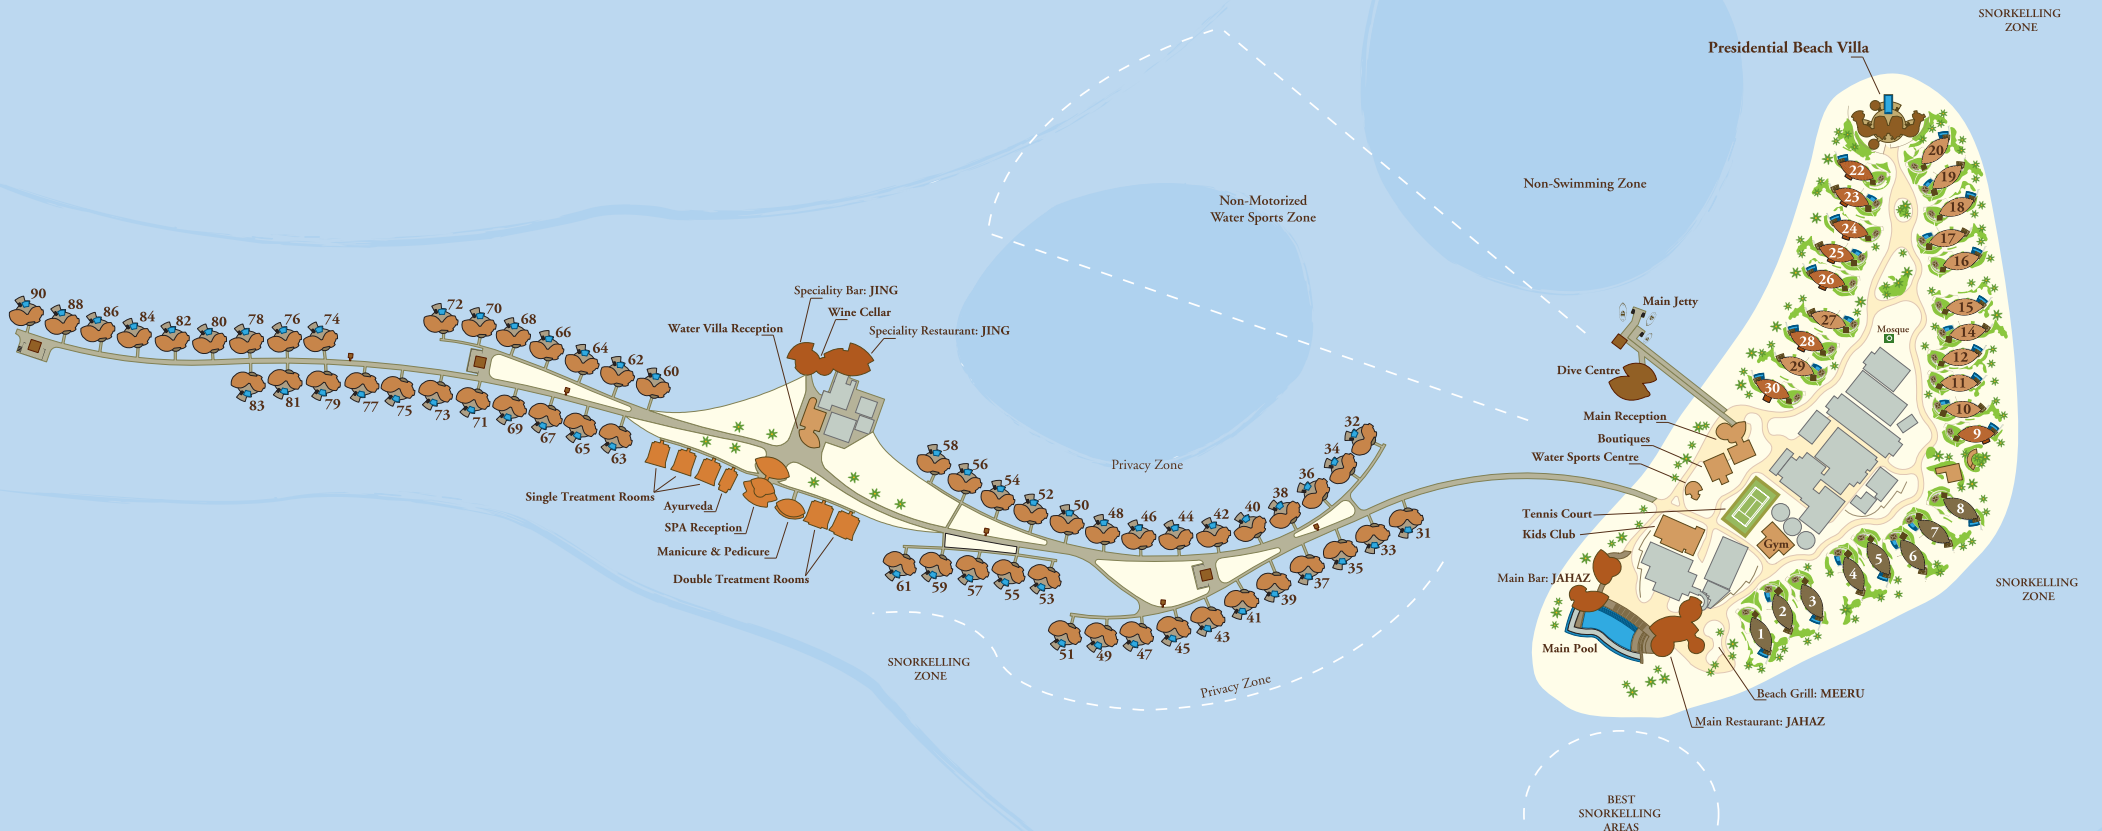 SNORKELLING
ZONE
Presidential Beach Villa
Non-Motorized
Water Sports Zone
Non-Swimming Zone
20
22
19
23
18
24
17
25
16
26
15
27
14
28
Mosque
12
29
11
30
10
9
8
7
6
5
4
3
2
1
Main Jetty
Dive Centre
Main Reception
Boutiques
Water Sports Centre
Tennis Court
Kids Club
Gym
Main Bar: JAHAZ
Main Pool
Beach Grill: MEERU
Main Restaurant: JAHAZ
SNORKELLING
ZONE
BEST
SNORKELLING
AREAS
90
88
86
84
82
80
78
76
74
72
70
68
66
64
62
60
83
81
79
77
75
73
71
69
67
65
63
Speciality Bar: JING
Wine Cellar
Speciality Restaurant: JING
Water Villa Reception
Single Treatment Rooms
Ayurveda
SPA Reception
Manicure & Pedicure
Double Treatment Rooms
58
56
54
52
50
48
46
44
42
40
38
36
34
32
61
59
57
55
53
51
49
47
45
43
41
39
37
35
33
31
Privacy Zone
SNORKELLING
ZONE
Privacy Zone